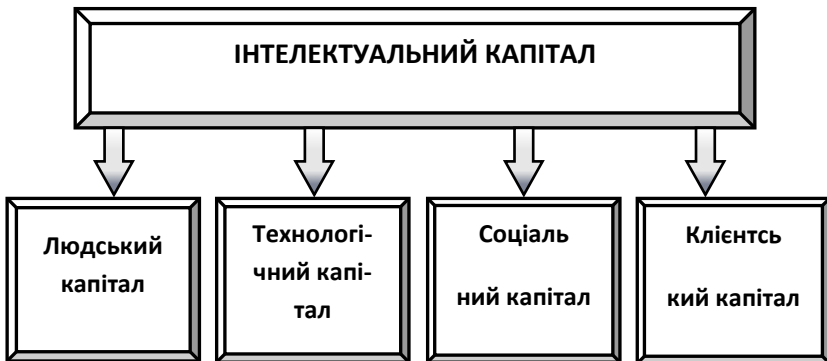 ІНТЕЛЕКТУАЛЬНИЙ КАПІТАЛ
Людський
капітал
Технологі-
чний капі-
тал
Соціаль
ний капітал
Клієнтсь
кий капітал